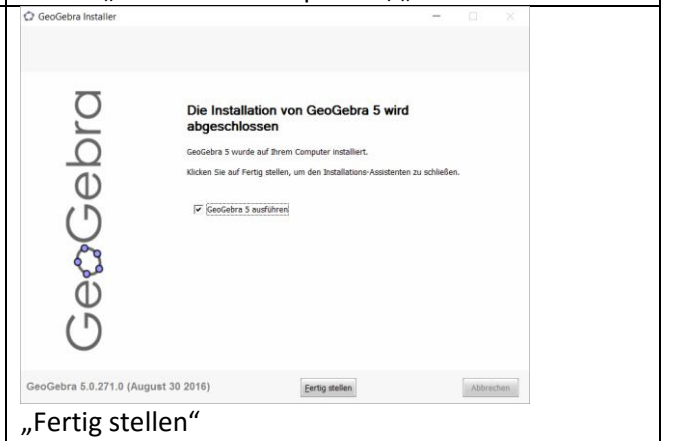 GeoGebra Installer
GeoGebra
Die Installation von GeoGebra 5 wird
abgeschlossen
GeoGebra 5 wurde auf Ihrem Computer installiert.
Klicken Sie auf Fertig stellen, um den Installations-Assistenten zu schließen.
GeoGebra 5 ausführen
GeoGebra 5.0.271.0 (August 30 2016)
Fertig stellen
Abbrechen
„Fertig stellen“